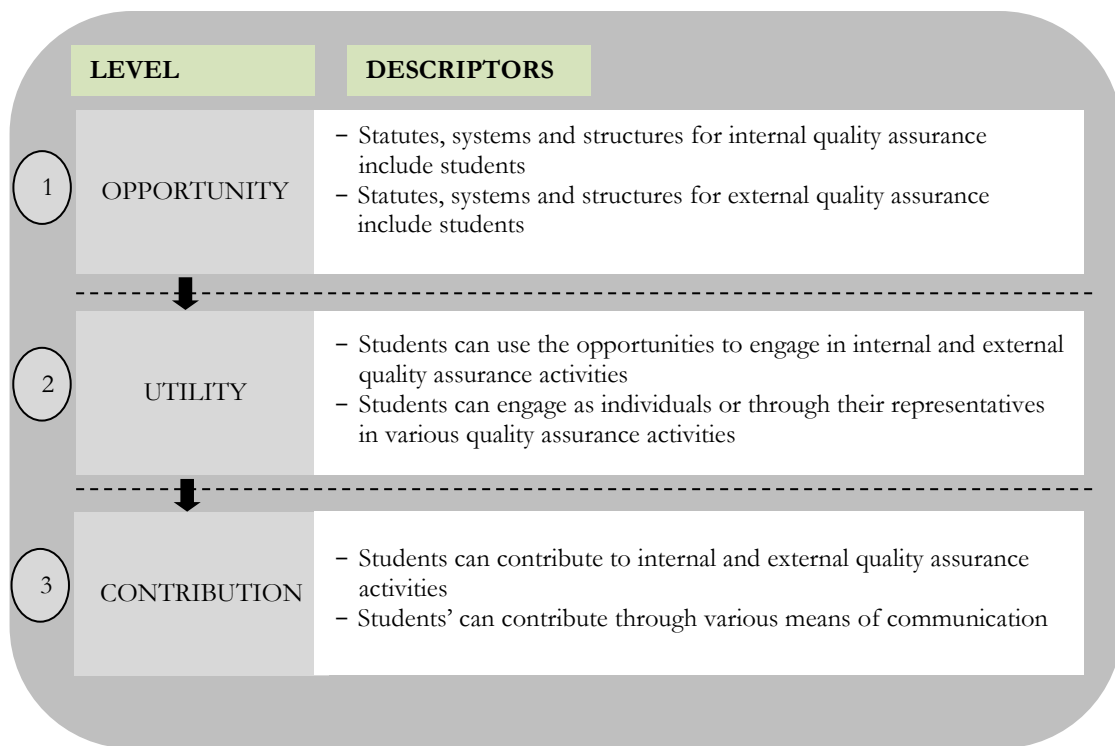 LEVEL
DESCRIPTORS
1
OPPORTUNITY
– Statutes, systems and structures for internal quality assurance
include students
– Statutes, systems and structures for external quality assurance
include students
2
UTILITY
– Students can use the opportunities to engage in internal and external
quality assurance activities
– Students can engage as individuals or through their representatives
in various quality assurance activities
3
CONTRIBUTION
– Students can contribute to internal and external quality assurance
activities
– Students’ can contribute through various means of communication